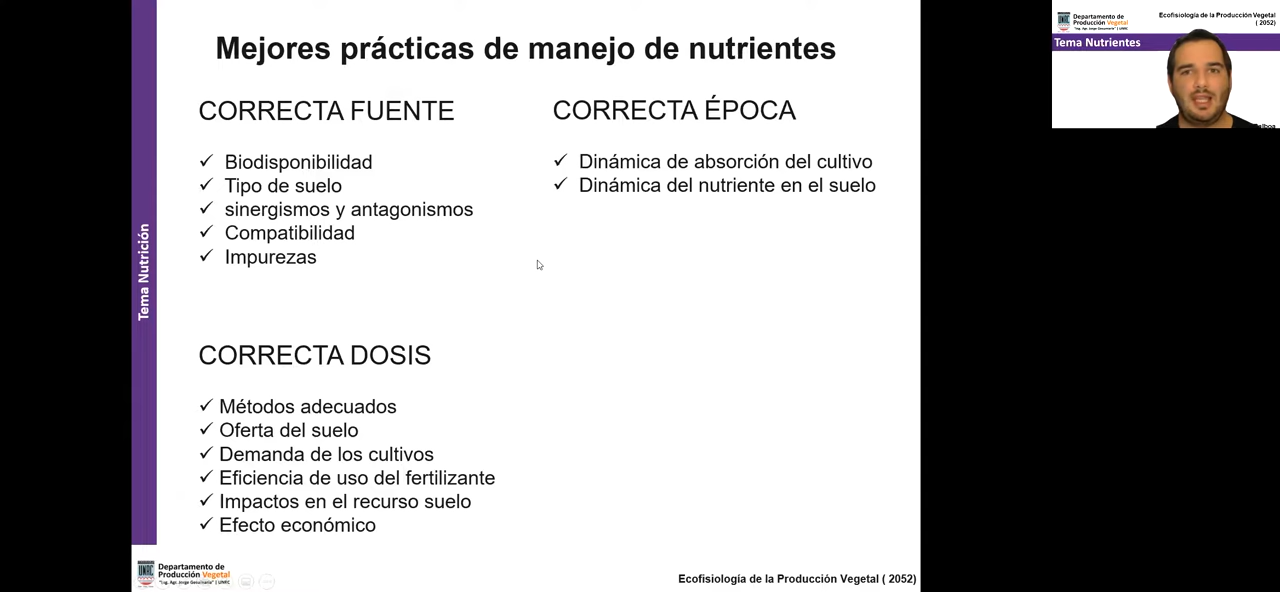 Mejores prácticas de manejo de nutrientes
CORRECTA FUENTE
✓ Biodisponibilidad
✓ Tipo de suelo
✓ sinergismos y antagonismos
✓ Compatibilidad
✓ Impurezas
CORRECTA ÉPOCA
✓ Dinámica de absorción del cultivo
✓ Dinámica del nutriente en el suelo
CORRECTA DOSIS
✓ Métodos adecuados
✓ Oferta del suelo
✓ Demanda de los cultivos
✓ Eficiencia de uso del fertilizante
✓ Impactos en el recurso suelo
✓ Efecto económico
Tema Nutrición
UNRC
Departamento de
Producción Vegetal
Ecofisiología de la Producción Vegetal ( 2052)
Departamento de
Producción Vegetal
Ecofisiología de la Producción Vegetal
( 2052)
Tema Nutrientes